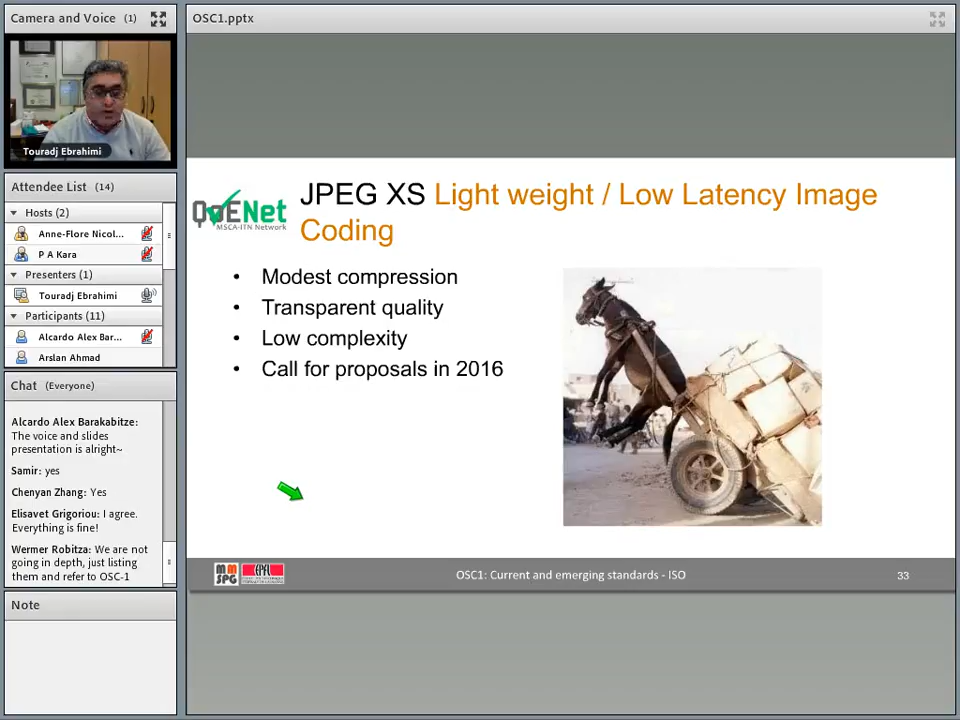 Camera and Voice (1)
OSC1.pptx
Touradj Ebrahimi
Attendee List (14)
Hosts (2)
Anne-Flore Nicol...
P A Kara
Presenters (1)
Touradj Ebrahimi
Participants (11)
Alcardo Alex Bar...
Arslan Ahmad
Chat (Everyone)
Alcardo Alex Barakabitze:
The voice and slides
presentation is alright~
Samir: yes
Chenyan Zhang: Yes
Elisavet Grigoriou: I agree.
Everything is fine!
Wermer Robitza: We are not
going in depth, just listing
them and refer to OSC-1
Note
QoENet
MSCA-ITN Network
JPEG XS Light weight / Low Latency Image
Coding
• Modest compression
• Transparent quality
• Low complexity
• Call for proposals in 2016
MMSPG
EPFL
OSC1: Current and emerging standards - ISO
33